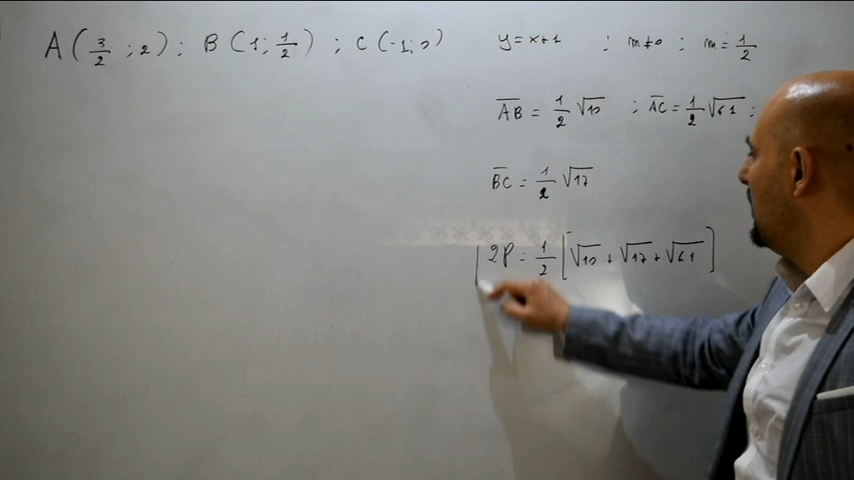 A (3/2 ; 2) ; B (1 ; 1/2) ; C (-1 ; 0)
y = x+1 ; m≠0 ; m = 1/2
AB̅ = 1/2 √10 ; AC̅ = 1/2 √61 ;
BC̅ = 1/2 √17
2P = 1/2 [√10 + √17 + √61]